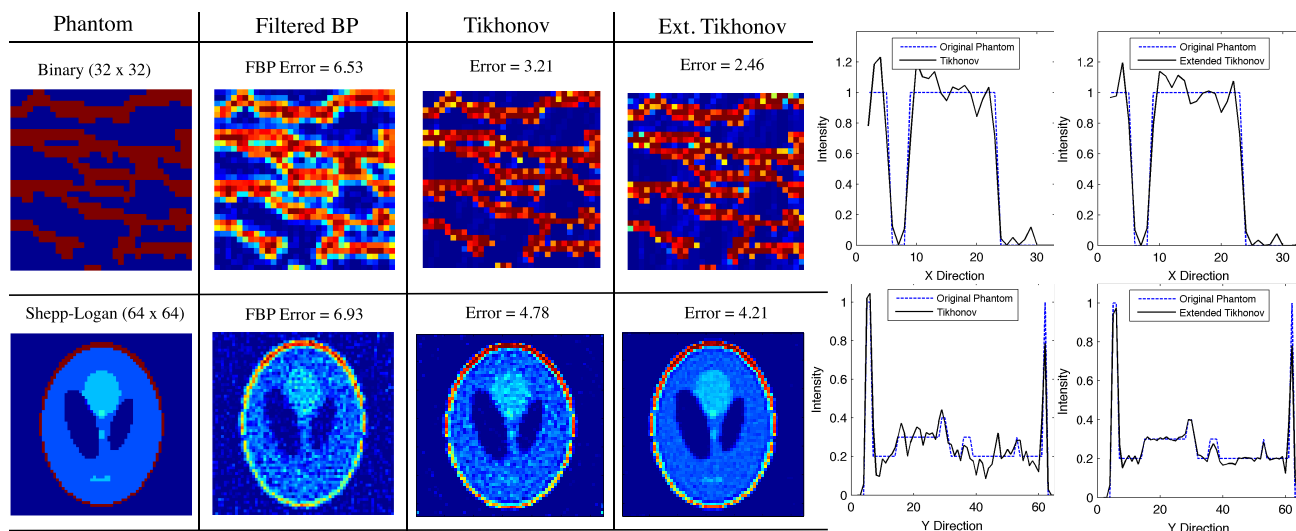 Phantom
Filtered BP
Tikhonov
Ext. Tikhonov
Binary (32 x 32)
FBP Error = 6.53
Error = 3.21
Error = 2.46
Shepp-Logan (64 x 64)
FBP Error = 6.93
Error = 4.78
Error = 4.21
Original Phantom
Tikhonov
Intensity
1.2
1
0.8
0.6
0.4
0.2
0
0 10 20 30
X Direction
Original Phantom
Extended Tikhonov
Intensity
1.2
1
0.8
0.6
0.4
0.2
0
0 10 20 30
X Direction
Original Phantom
Tikhonov
Intensity
1
0.8
0.6
0.4
0.2
0
0 20 40 60
Y Direction
Original Phantom
Extended Tikhonov
Intensity
1
0.8
0.6
0.4
0.2
0
0 10 20 30 40 50 60
Y Direction